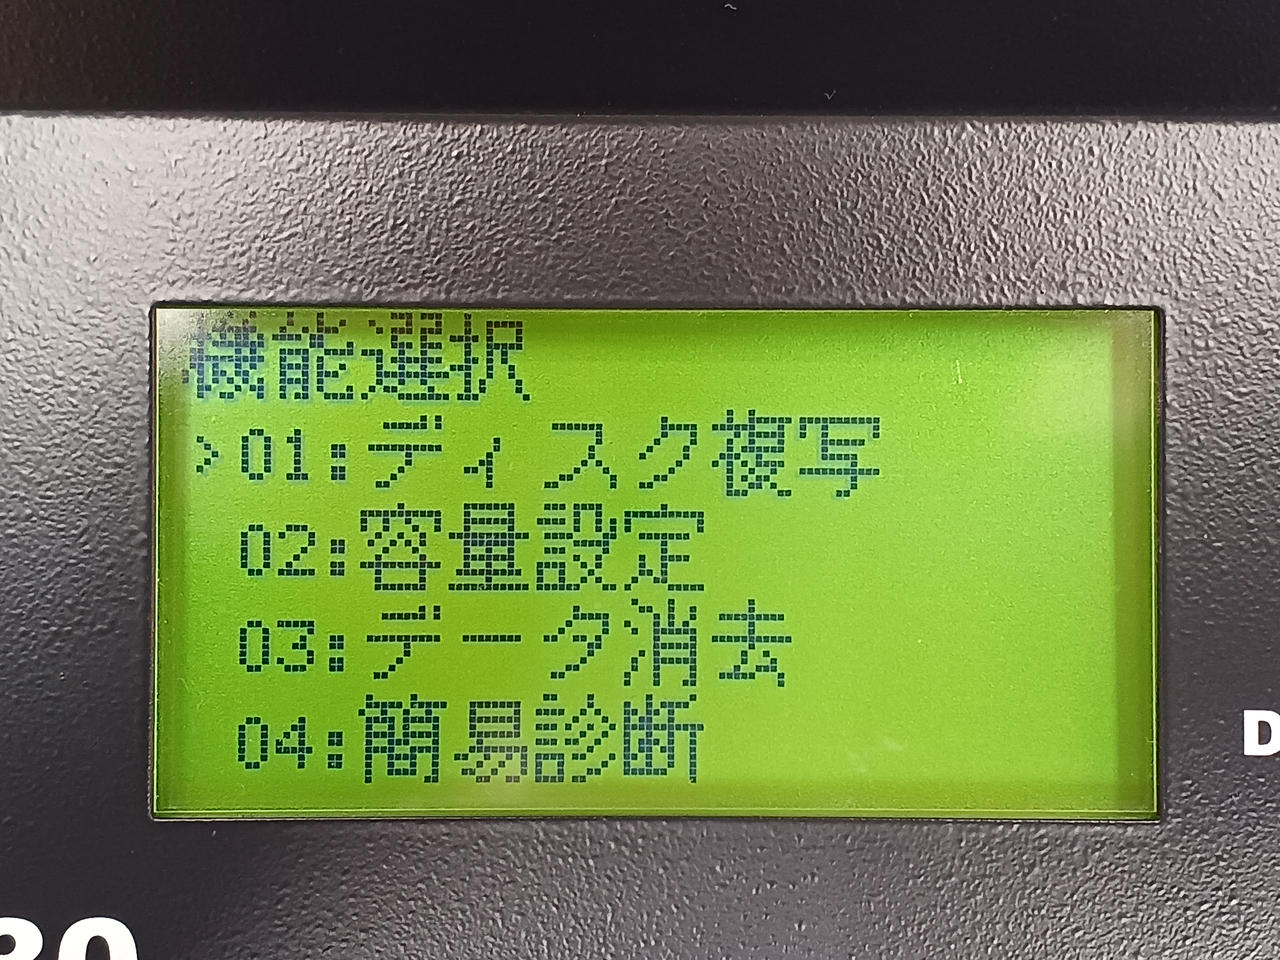 機能選択
>01:ディスク複写
02:容量設定
03:データ消去
04:簡易診断
D
80